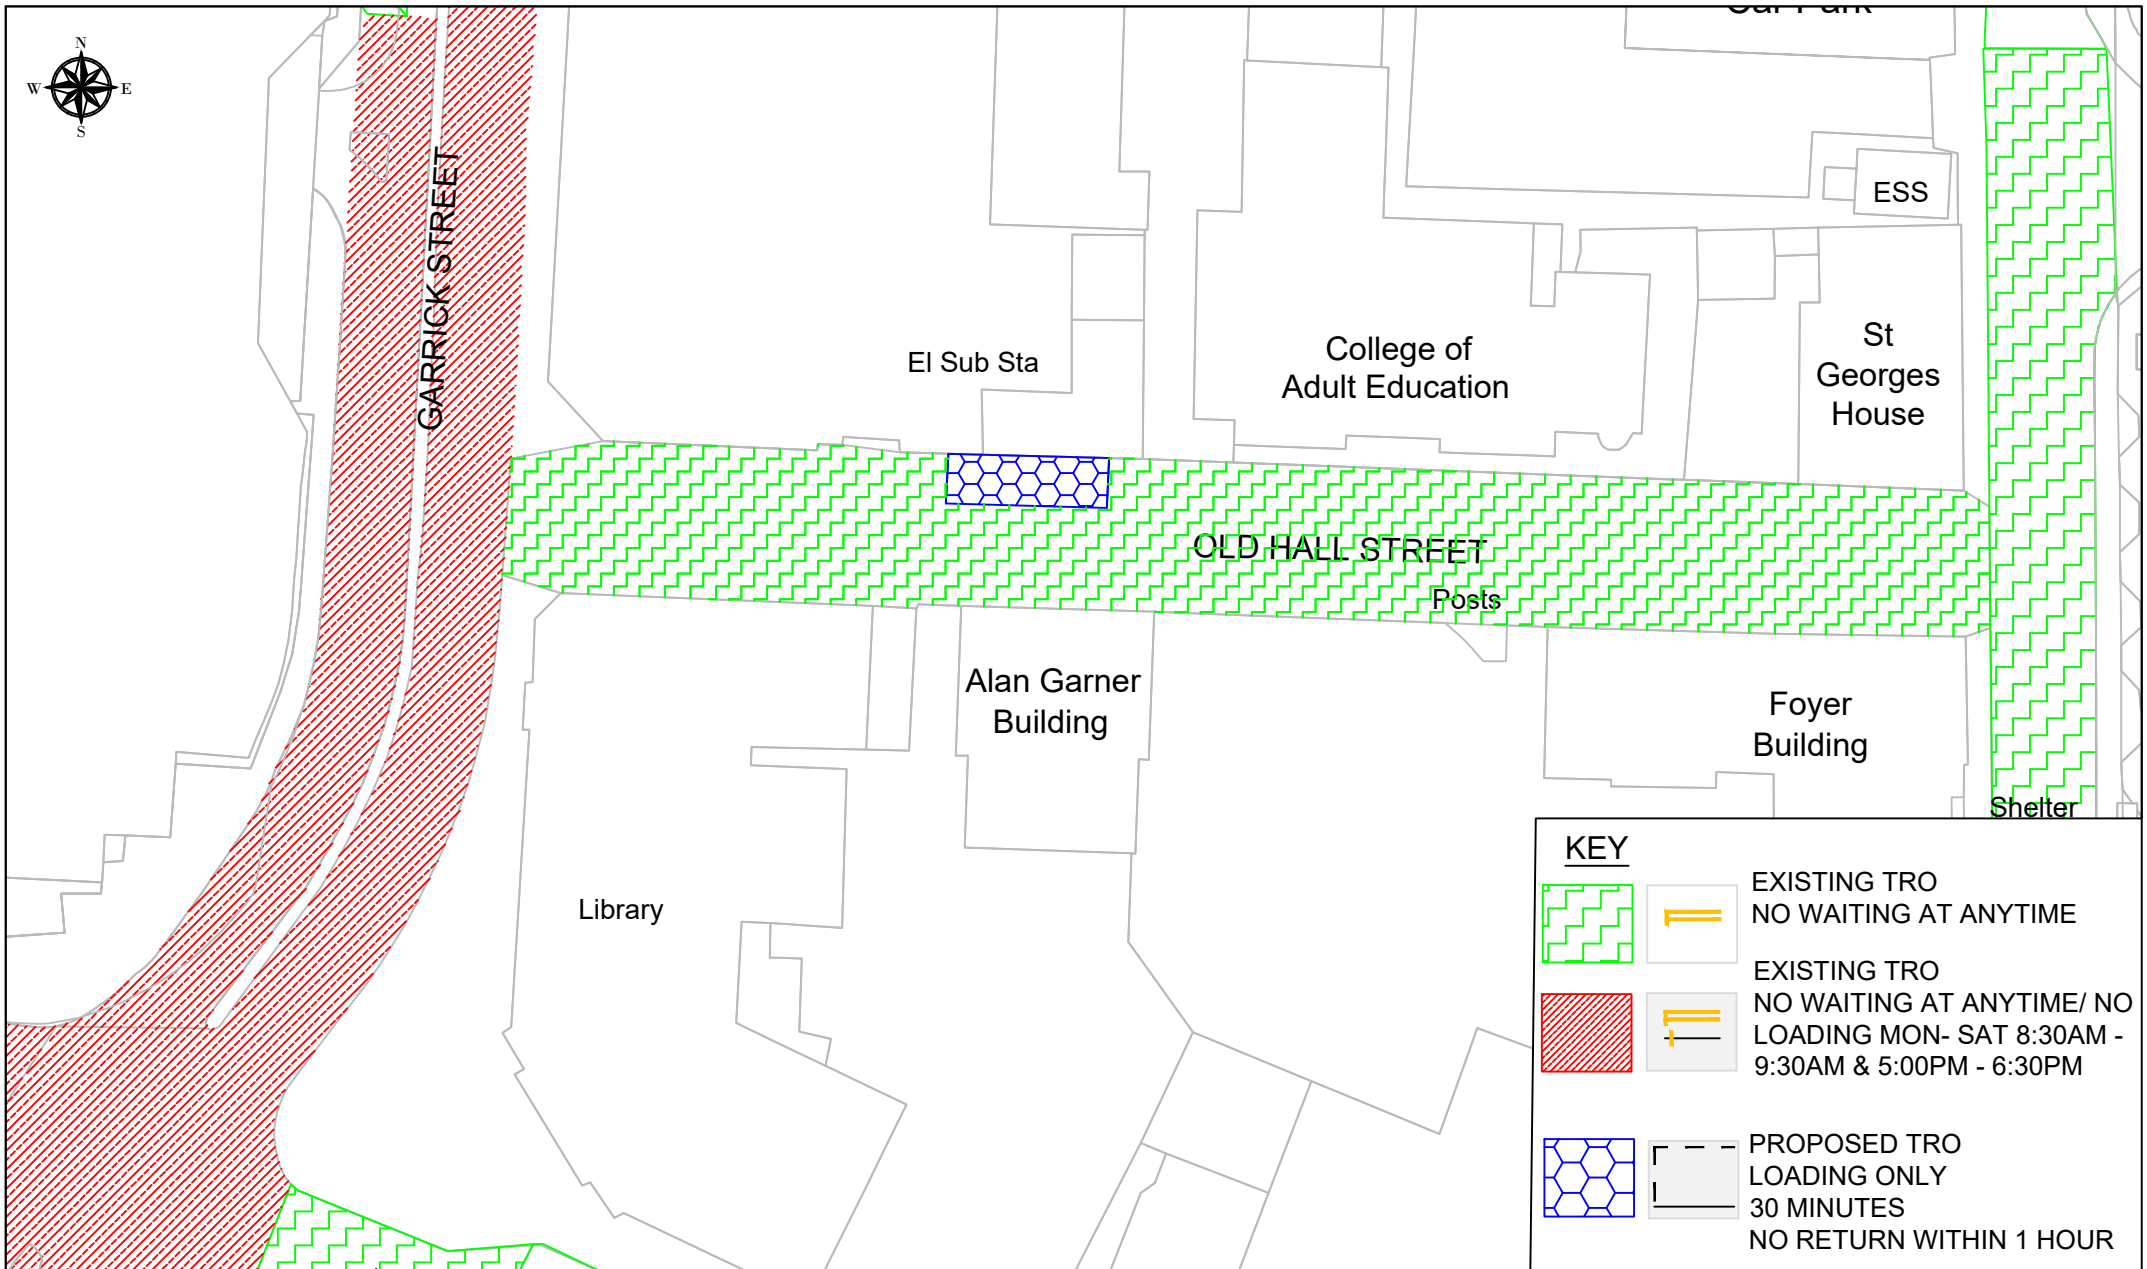 Car Park
N
W E
S
GARRICK STREET
ESS
El Sub Sta
College of
Adult Education
St
Georges
House
OLD HALL STREET
Posts
Alan Garner
Building
Foyer
Building
Library
Shelter
KEY
EXISTING TRO
NO WAITING AT ANYTIME
EXISTING TRO
NO WAITING AT ANYTIME/ NO
LOADING MON- SAT 8:30AM -
9:30AM & 5:00PM - 6:30PM
PROPOSED TRO
LOADING ONLY
30 MINUTES
NO RETURN WITHIN 1 HOUR